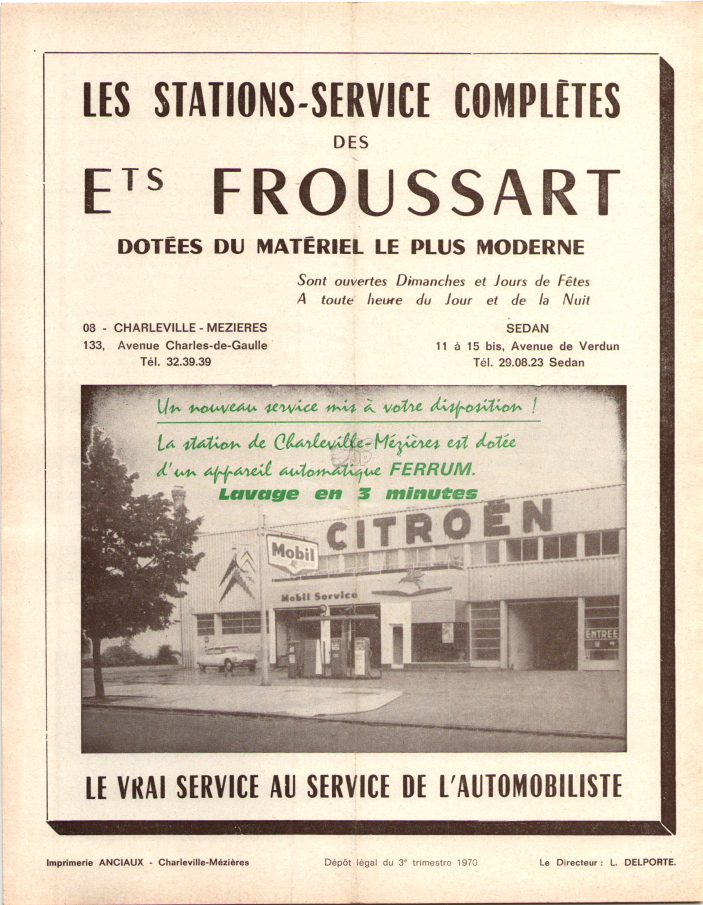 LES STATIONS-SERVICE COMPLÈTES
DES
ETS FROUSSART
DOTÉES DU MATÉRIEL LE PLUS MODERNE
Sont ouvertes Dimanches et Jours de Fêtes
A toute heure du Jour et de la Nuit
08 - CHARLEVILLE - MEZIERES
133, Avenue Charles-de-Gaulle
Tél. 32.39.39
SEDAN
11 à 15 bis, Avenue de Verdun
Tél. 29.08.23 Sedan
Un nouveau service mis à votre disposition !
La station de Charleville-Mézières est dotée
d'un appareil automatique FERRUM.
Lavage en 3 minutes
CITROËN
Mobil
Mobil Service
ENTREE
LE VRAI SERVICE AU SERVICE DE L'AUTOMOBILISTE
Imprimerie ANCIAUX - Charleville-Mézières
Dépôt légal du 3e trimestre 1970
Le Directeur : L. DELPORTE.